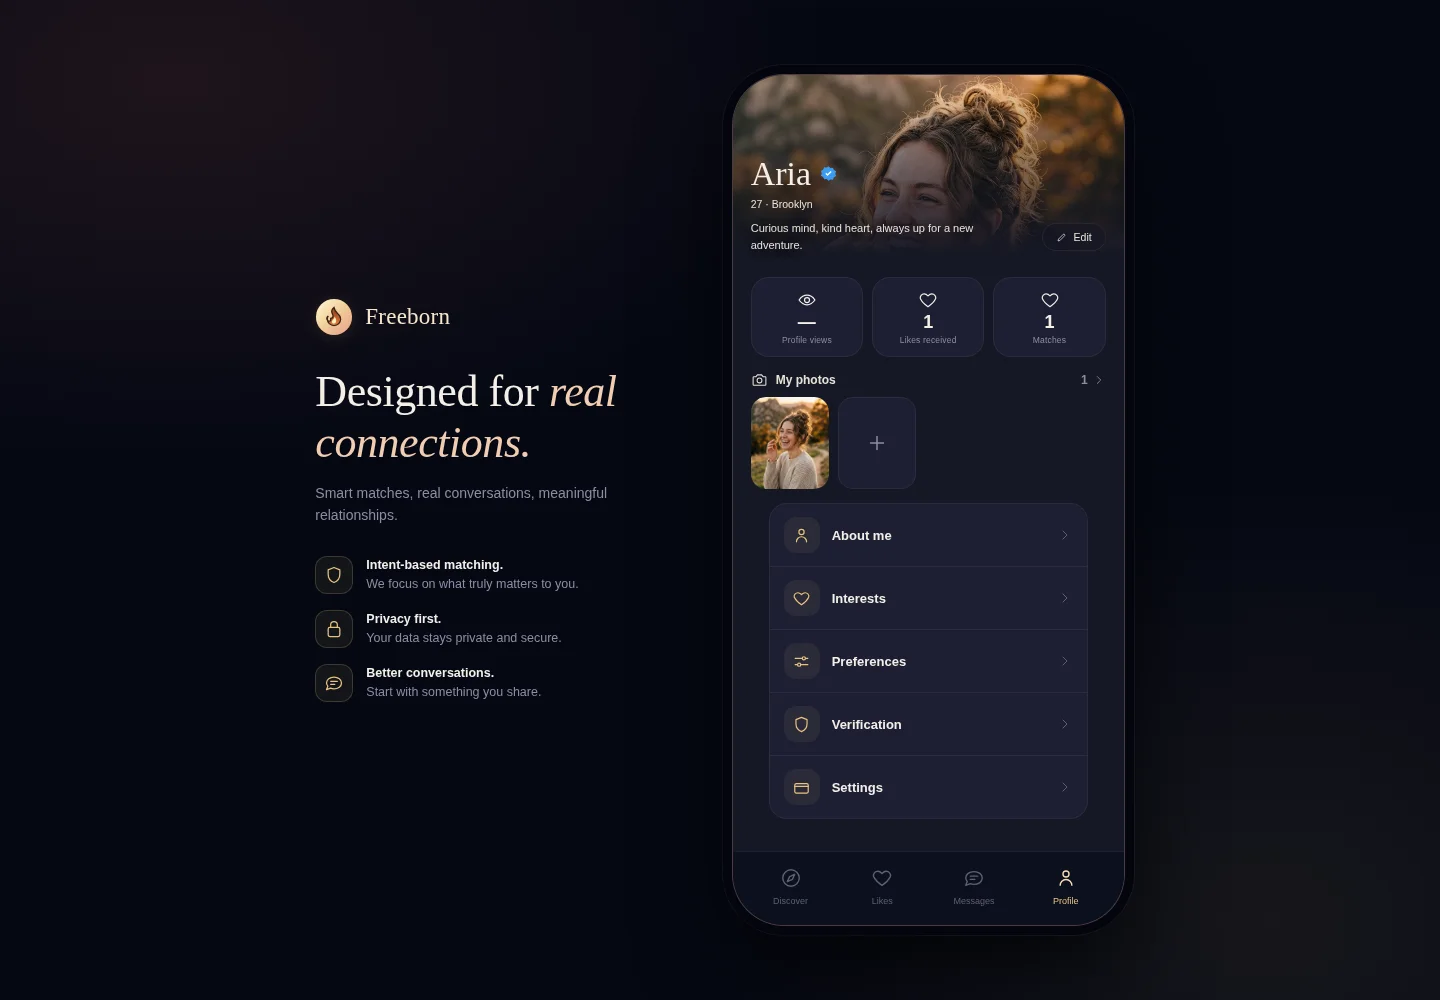 Freeborn
Designed for real
connections.
Smart matches, real conversations, meaningful
relationships.
Intent-based matching.
We focus on what truly matters to you.
Privacy first.
Your data stays private and secure.
Better conversations.
Start with something you share.
Aria
27 · Brooklyn
Curious mind, kind heart, always up for a new
adventure.
Edit
— 1 1
Profile views Likes received Matches
My photos 1
About me
Interests
Preferences
Verification
Settings
Discover Likes Messages Profile